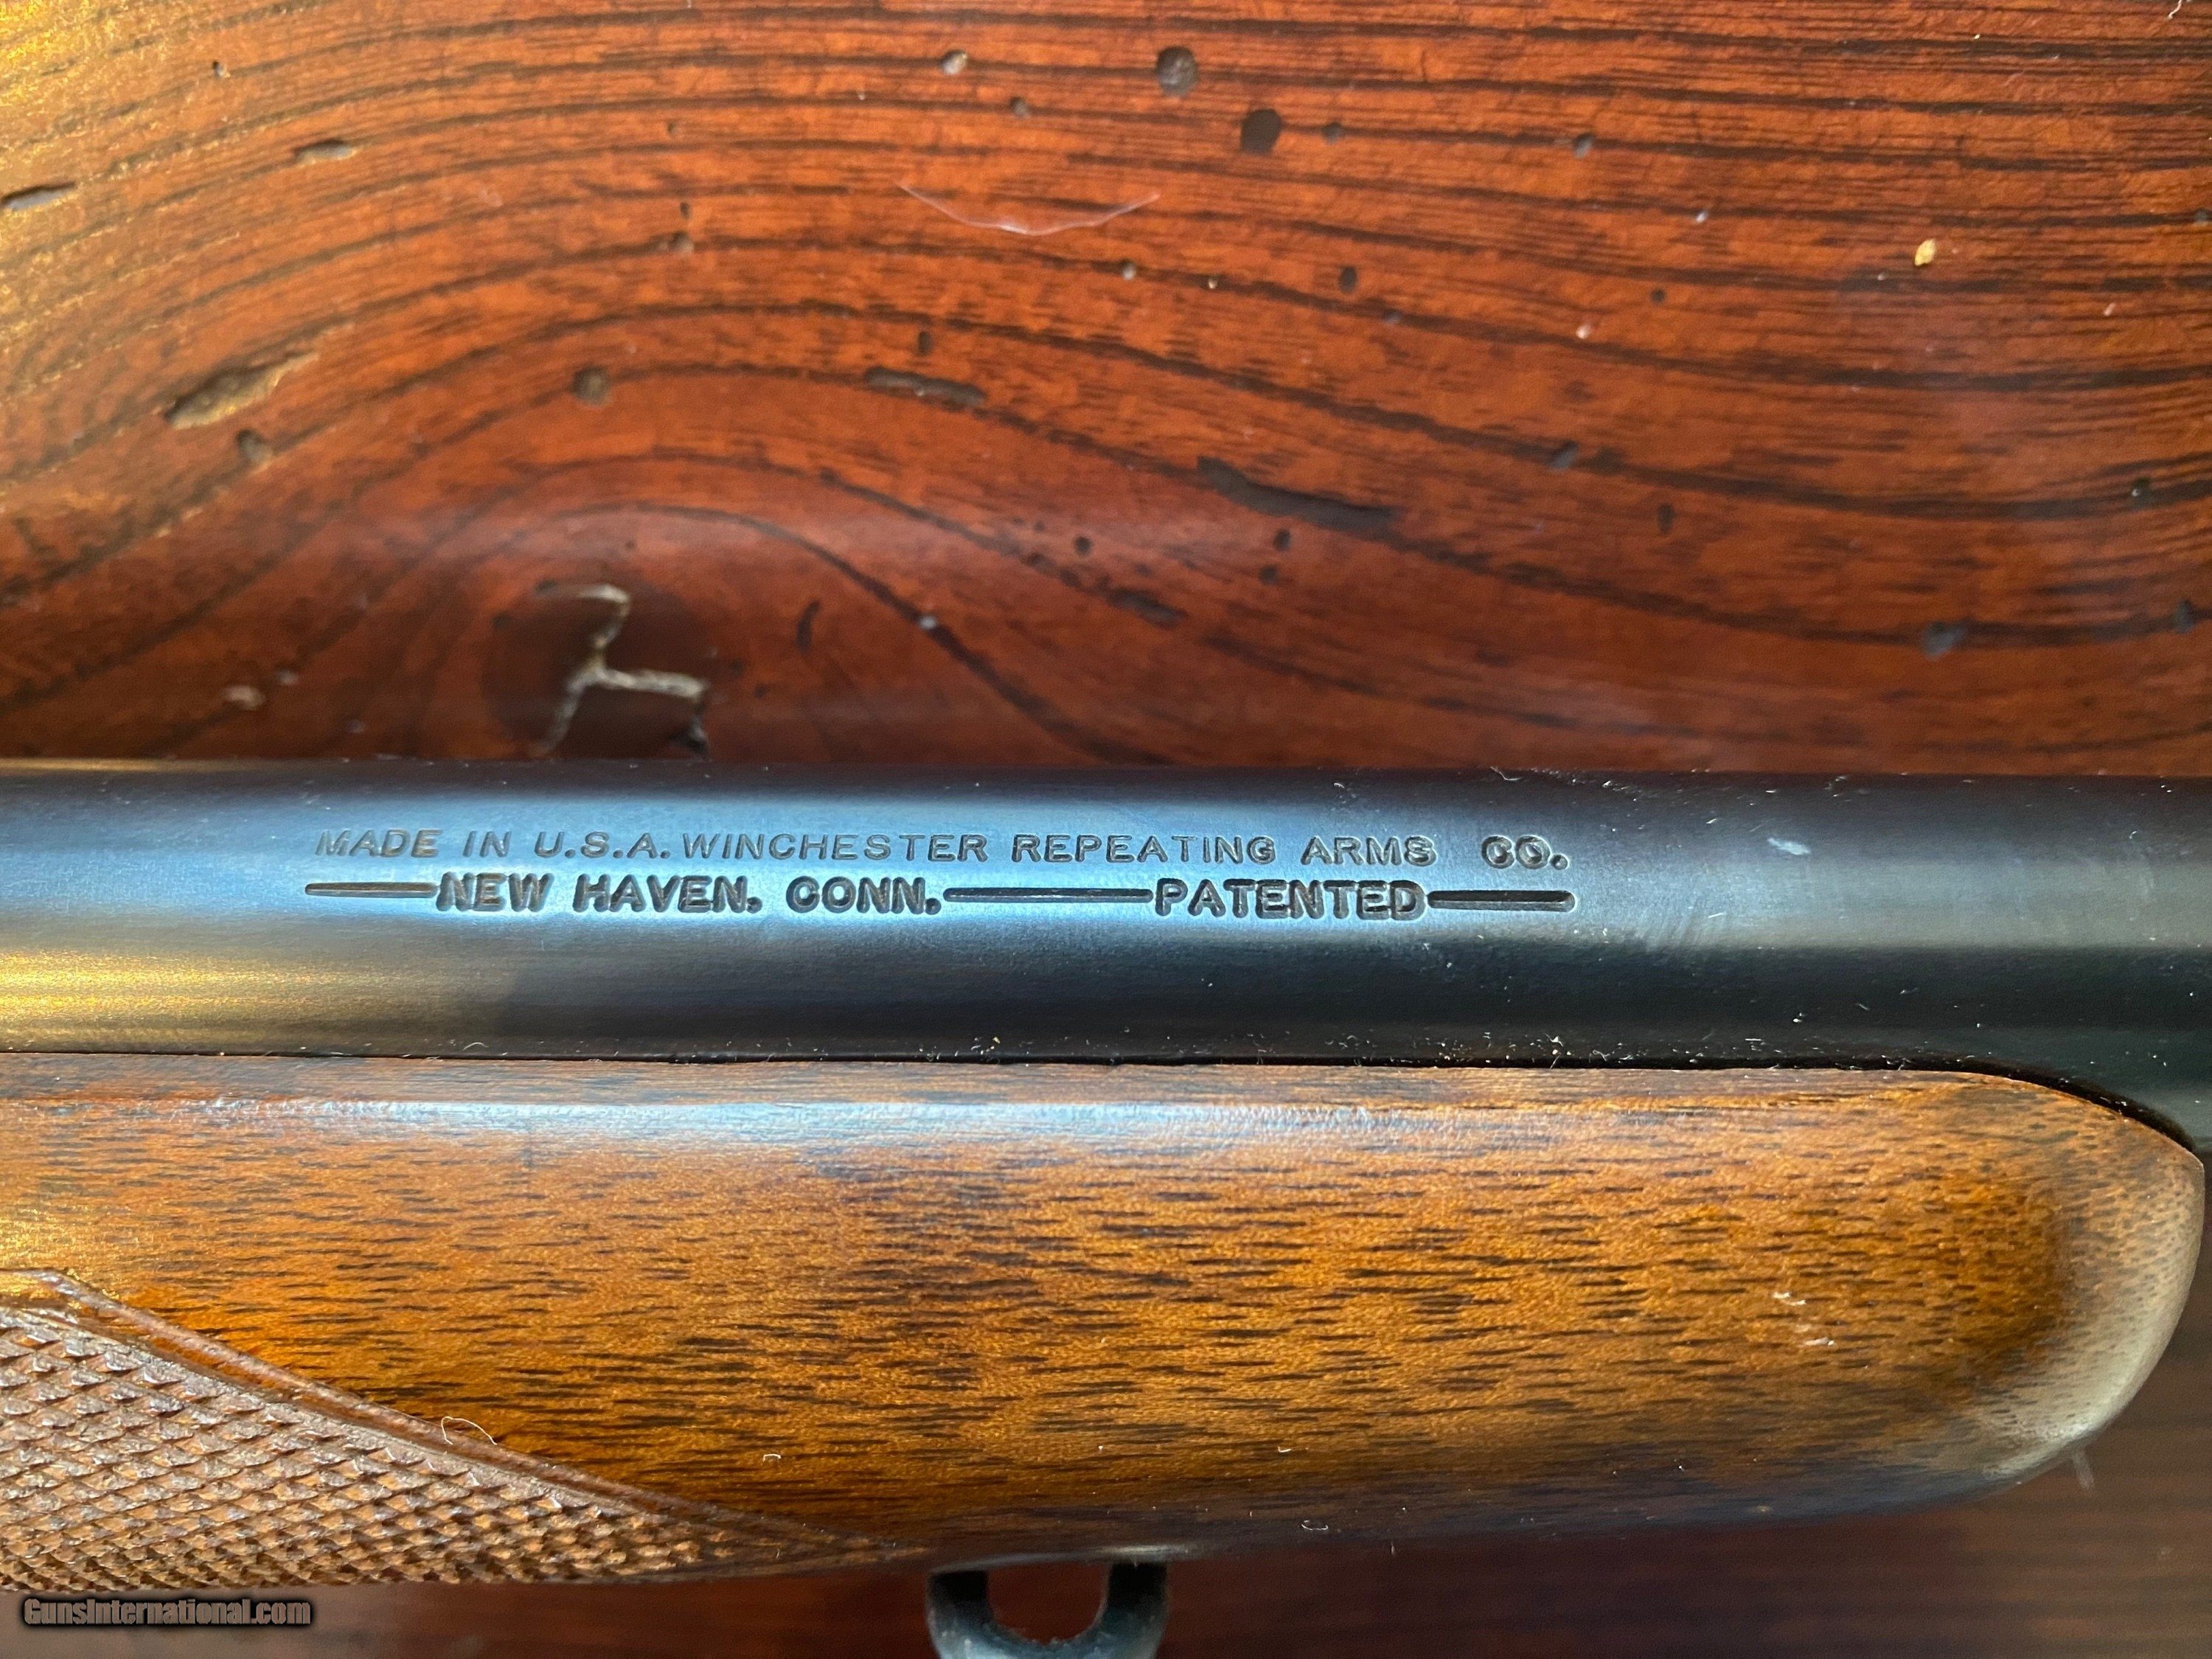 MADE IN U.S.A. WINCHESTER REPEATING ARMS CO.
NEW HAVEN. CONN. PATENTED
GunsInternational.com